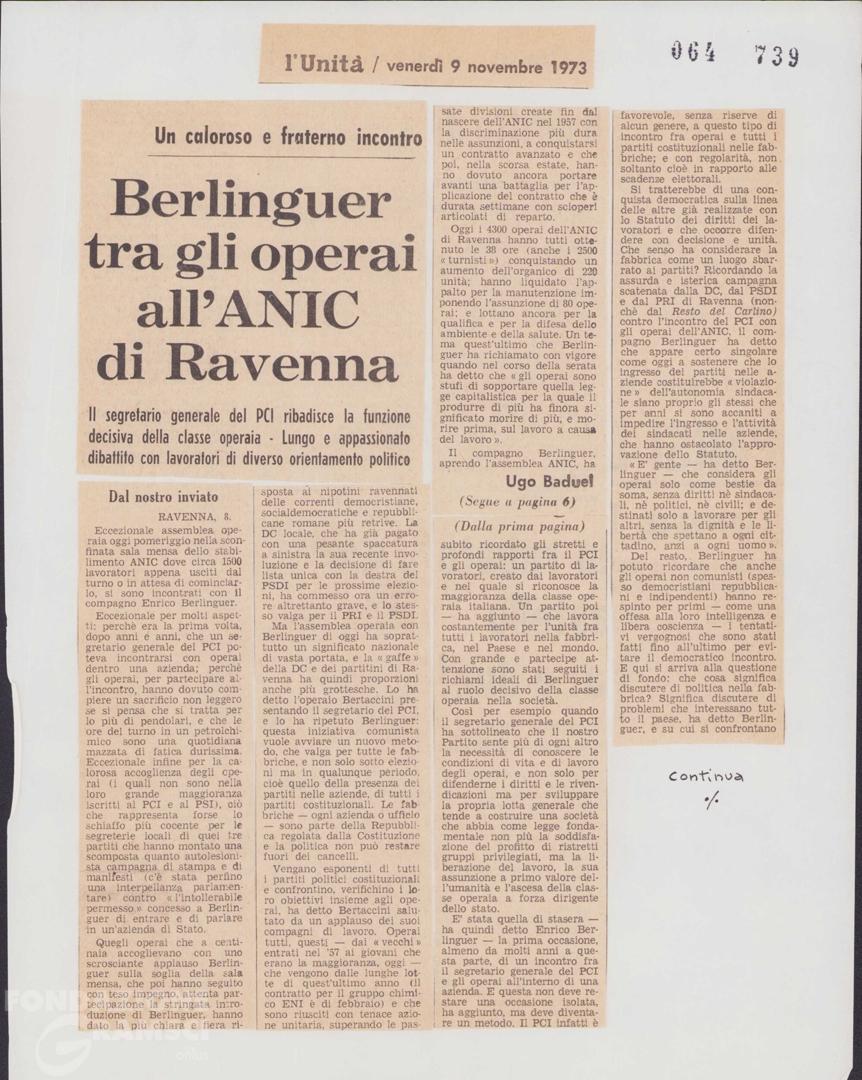 l'Unità / venerdì 9 novembre 1973
064 739
Un caloroso e fraterno incontro
Berlinguer
tra gli operai
all'ANIC
di Ravenna
Il segretario generale del PCI ribadisce la funzione
decisiva della classe operaia - Lungo e appassionato
dibattito con lavoratori di diverso orientamento politico
Dal nostro inviato
RAVENNA, 8.
Eccezionale assemblea ope-
raia oggi pomeriggio nella scon-
finata sala mensa dello stabi-
limento ANIC dove circa 1500
lavoratori appena usciti dal
turno o in attesa di cominciar-
lo, si sono incontrati con il
compagno Enrico Berlinguer.
Eccezionale per molti aspet-
ti: perchè era la prima volta,
dopo anni e anni, che un se-
gretario generale del PCI po-
teva incontrarsi con operai
dentro una azienda; perchè
gli operai, per partecipare al-
l'incontro, hanno dovuto com-
piere un sacrificio non leggero
se si pensa che si tratta per
lo più di pendolari, e che le
ore del turno in un petrolchi-
mico sono una quotidiana
mazzata di fatica durissima.
Eccezionale infine per la ca-
lorosa accoglienza degli ope-
rai (i quali non sono nella
loro grande maggioranza
iscritti al PCI e al PSI), ciò
che rappresenta forse lo
schiaffo più cocente per le
segreterie locali di quei tre
partiti che hanno montato una
scomposta quanto autolesioni-
sta campagna di stampa e di
manifesti (c'è stata perfino
una interpellanza parlamen-
tare) contro «l'intollerabile
permesso» concesso a Berlin-
guer di entrare e di parlare
in un'azienda di Stato.
Quegli operai che a centi-
naia accoglievano con uno
scrosciante applauso Berlin-
guer sulla soglia della sala
mensa, che poi hanno seguito
con teso impegno, attenta par-
tecipazione la stringata intro-
duzione di Berlinguer, hanno
dato la più chiara e fiera ri-
sposta ai nipotini ravennati
delle correnti democristiane,
socialdemocratiche e repubbli-
cane romane più retrive. La
DC locale, che ha già pagato
con una pesante spaccatura
a sinistra la sua recente invo-
luzione e la decisione di fare
lista unica con la destra del
PSDI per le prossime elezio-
ni, ha commesso ora un erro-
re altrettanto grave, e lo stes-
so valga per il PRI e il PSDI.
Ma l'assemblea operata con
Berlinguer di oggi ha soprat-
tutto un significato nazionale
di vasta portata, e la «gaffe»
della DC e dei partitini di Ra-
venna ha quindi proporzioni
anche più grottesche. Lo ha
detto l'operaio Bertaccini pre-
sentando il segretario del PCI,
e lo ha ripetuto Berlinguer:
questa iniziativa comunista
vuole avviare un nuovo meto-
do, che valga per tutte le fab-
briche, e non solo sotto elezio-
ni ma in qualunque periodo,
cioè quello della presenza dei
partiti nelle aziende, di tutti i
partiti costituzionali. Le fab-
briche — ogni azienda o ufficio
— sono parte della Repubbli-
ca regolata dalla Costituzione
e la politica non può restare
fuori dei cancelli.
Vengano esponenti di tutti
i partiti politici costituzionali
e confrontino, verifichino i lo-
ro obiettivi insieme agli ope-
rai, ha detto Bertaccini salu-
tato da un applauso dei suoi
compagni di lavoro. Operai
tutti, questi — dai «vecchi»
entrati nel '57 ai giovani che
erano la maggioranza, oggi —
che vengono dalle lunghe lot-
te di quest'ultimo anno (il
contratto per il gruppo chimi-
co ENI è di febbraio) e che
sono riusciti con tenace azio-
ne unitaria, superando le pas-
sate divisioni create fin dal
nascere dell'ANIC nel 1957 con
la discriminazione più dura
nelle assunzioni, a conquistarsi
un contratto avanzato e che
poi, nella scorsa estate, han-
no dovuto ancora portare
avanti una battaglia per l'ap-
plicazione del contratto che è
durata settimane con scioperi
articolati di reparto.
Oggi i 4300 operai dell'ANIC
di Ravenna hanno tutti otte-
nuto le 38 ore (anche i 2500
«turnisti») conquistando un
aumento dell'organico di 220
unità; hanno liquidato l'ap-
palto per la manutenzione im-
ponendo l'assunzione di 80 ope-
rai; e lottano ancora per la
qualifica e per la difesa dello
ambiente e della salute. Un te-
ma quest'ultimo che Berlin-
guer ha richiamato con vigore
quando nel corso della serata
ha detto che «gli operai sono
stufi di sopportare quella leg-
ge capitalistica per la quale il
produrre di più ha finora si-
gnificato morire di più, e mo-
rire prima, sul lavoro a causa
del lavoro».
Il compagno Berlinguer,
aprendo l'assemblea ANIC, ha
Ugo Baduel
(Segue a pagina 6)
(Dalla prima pagina)
subito ricordato gli stretti e
profondi rapporti fra il PCI
e gli operai: un partito di la-
voratori, creato dai lavoratori
e nel quale si riconosce la
maggioranza della classe ope-
raia italiana. Un partito poi
— ha aggiunto — che lavora
costantemente per l'unità fra
tutti i lavoratori nella fabbri-
ca, nel Paese e nel mondo.
Con grande e partecipe at-
tenzione sono stati seguiti i
richiami ideali di Berlinguer
al ruolo decisivo della classe
operaia nella società.
Così per esempio quando
il segretario generale del PCI
ha sottolineato che il nostro
Partito sente più di ogni altro
la necessità di conoscere le
condizioni di vita e di lavoro
degli operai, e non solo per
difenderne i diritti e le riven-
dicazioni ma per sviluppare
la propria lotta generale che
tende a costruire una società
che abbia come legge fonda-
mentale non più la soddisfa-
zione del profitto di ristretti
gruppi privilegiati, ma la li-
berazione del lavoro, la sua
assunzione a primo valore del-
l'umanità e l'ascesa della clas-
se operaia a forza dirigente
dello stato.
E' stata quella di stasera —
ha quindi detto Enrico Ber-
linguer — la prima occasione,
almeno da molti anni a que-
sta parte, di un incontro fra
il segretario generale del PCI
e gli operai all'interno di una
azienda. E questa non deve re-
stare una occasione isolata,
ha aggiunto, ma deve diventa-
re un metodo. Il PCI infatti è
favorevole, senza riserve di
alcun genere, a questo tipo di
incontro fra operai e tutti i
partiti costituzionali nelle fab-
briche; e con regolarità, non
soltanto cioè in rapporto alle
scadenze elettorali.
Si tratterebbe di una con-
quista democratica sulla linea
delle altre già realizzate con
lo Statuto dei diritti dei la-
voratori e che occorre difen-
dere con decisione e unità.
Che senso ha considerare la
fabbrica come un luogo sbar-
rato ai partiti? Ricordando la
assurda e isterica campagna
scatenata dalla DC, dal PSDI
e dal PRI di Ravenna (non-
chè dal Resto del Carlino)
contro l'incontro del PCI con
gli operai dell'ANIC, il com-
pagno Berlinguer ha detto
che appare certo singolare
come oggi a sostenere che lo
ingresso dei partiti nelle a-
ziende costituirebbe «violazio-
ne» dell'autonomia sindaca-
le siano proprio gli stessi che
per anni si sono accaniti a
impedire l'ingresso e l'attività
dei sindacati nelle aziende,
che hanno ostacolato l'appro-
vazione dello Statuto.
«E' gente — ha detto Ber-
linguer — che considera gli
operai solo come bestie da
soma, senza diritti nè sindaca-
li, nè politici, nè civili; e de-
stinati solo a lavorare per gli
altri, senza la dignità e le li-
bertà che spettano a ogni cit-
tadino, anzi a ogni uomo».
Del resto, Berlinguer ha
potuto ricordare che anche
gli operai non comunisti (spes-
so democristiani repubblica-
ni e indipendenti) hanno re-
spinto per primi — come una
offesa alla loro intelligenza e
libera coscienza — i tentati-
vi vergognosi che sono stati
fatti fino all'ultimo per evita-
re il democratico incontro.
E qui si arriva alla questione
di fondo: che cosa significa
discutere di politica nella fab-
brica? Significa discutere di
problemi che interessano tut-
to il paese, ha detto Berlin-
guer, e su cui si confrontano
continua
%
FONDAZIONE
GRAMSCI
onlus